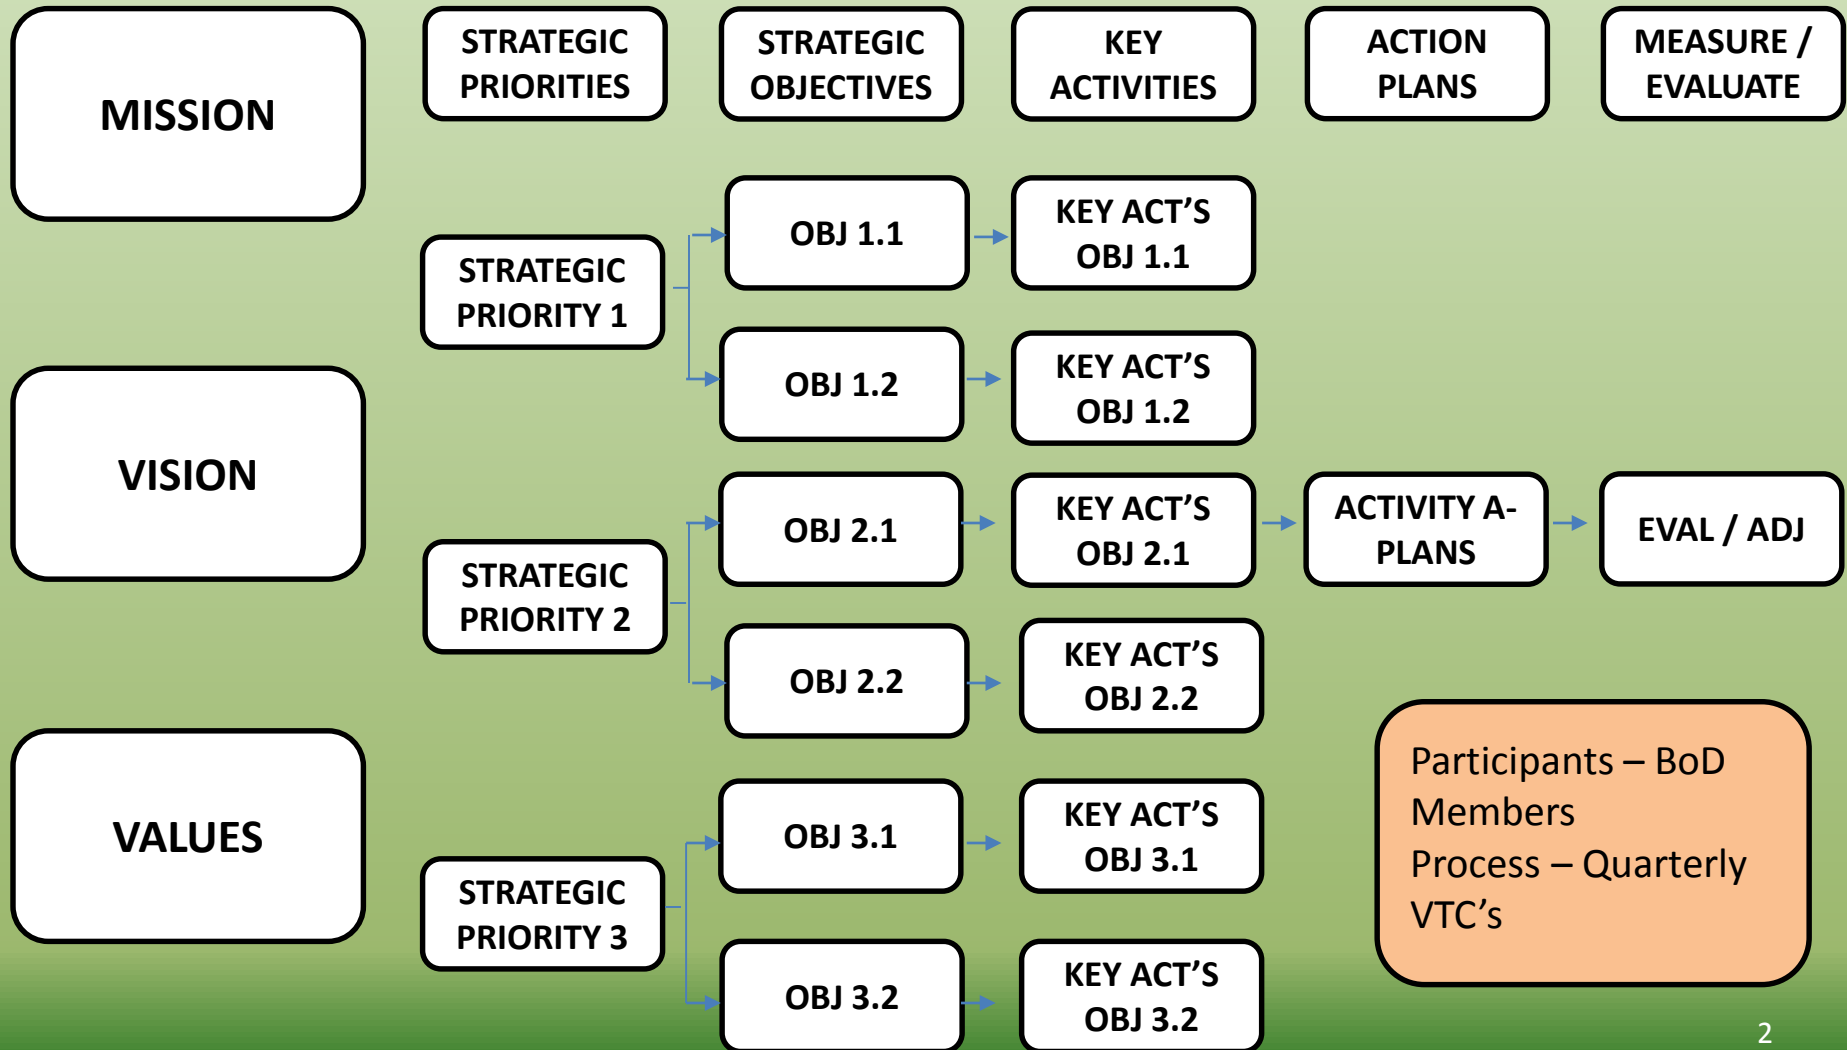 MISSION
STRATEGIC
PRIORITIES
STRATEGIC
OBJECTIVES
KEY
ACTIVITIES
ACTION
PLANS
MEASURE /
EVALUATE
STRATEGIC
PRIORITY 1
OBJ 1.1
KEY ACT’S
OBJ 1.1
OBJ 1.2
KEY ACT’S
OBJ 1.2
VISION
STRATEGIC
PRIORITY 2
OBJ 2.1
KEY ACT’S
OBJ 2.1
ACTIVITY A-
PLANS
EVAL / ADJ
OBJ 2.2
KEY ACT’S
OBJ 2.2
VALUES
STRATEGIC
PRIORITY 3
OBJ 3.1
KEY ACT’S
OBJ 3.1
OBJ 3.2
KEY ACT’S
OBJ 3.2
Participants – BoD
Members
Process – Quarterly
VTC’s
2